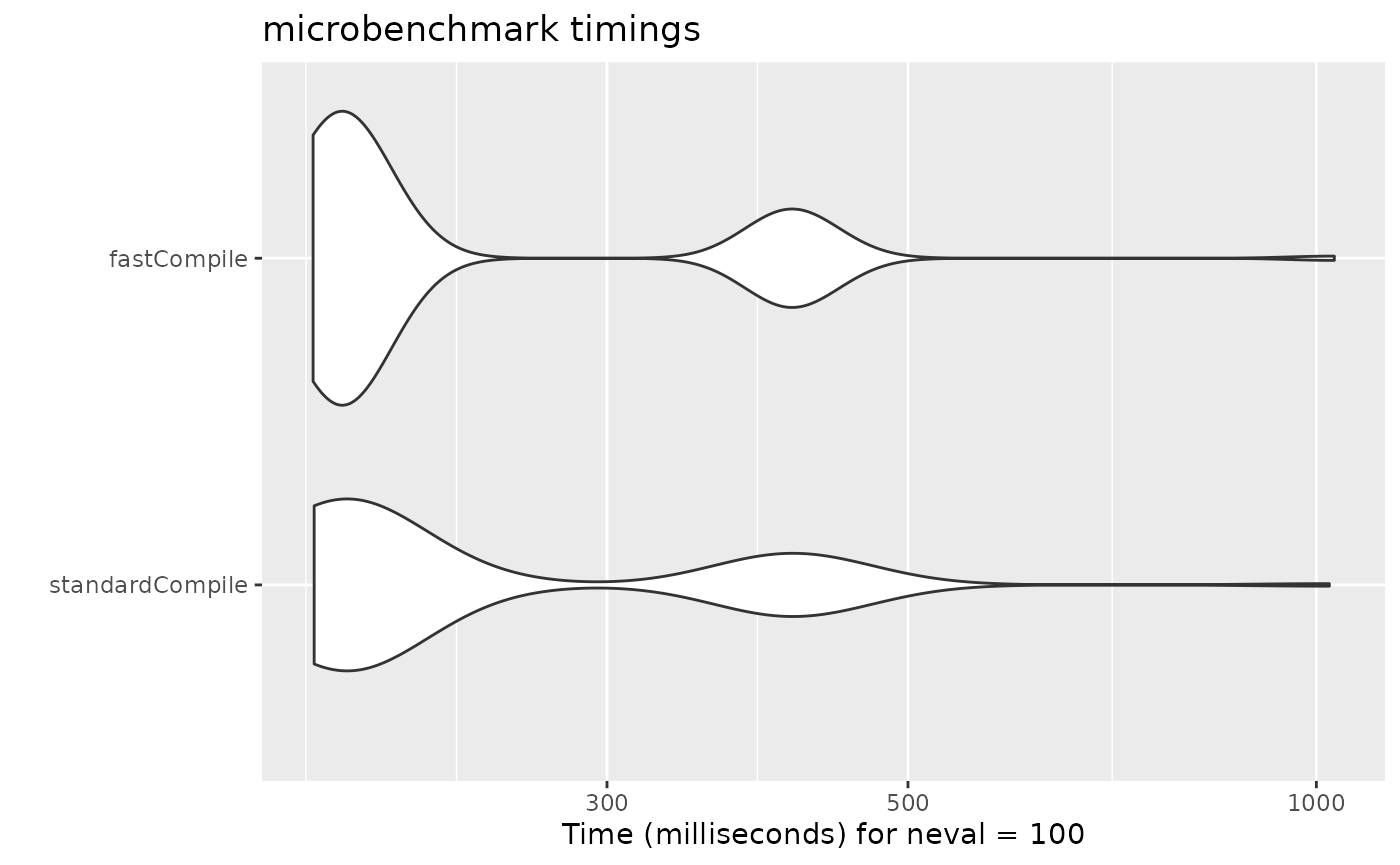 microbenchmark timings
fastCompile
standardCompile
300 500 1000
Time (milliseconds) for neval = 100